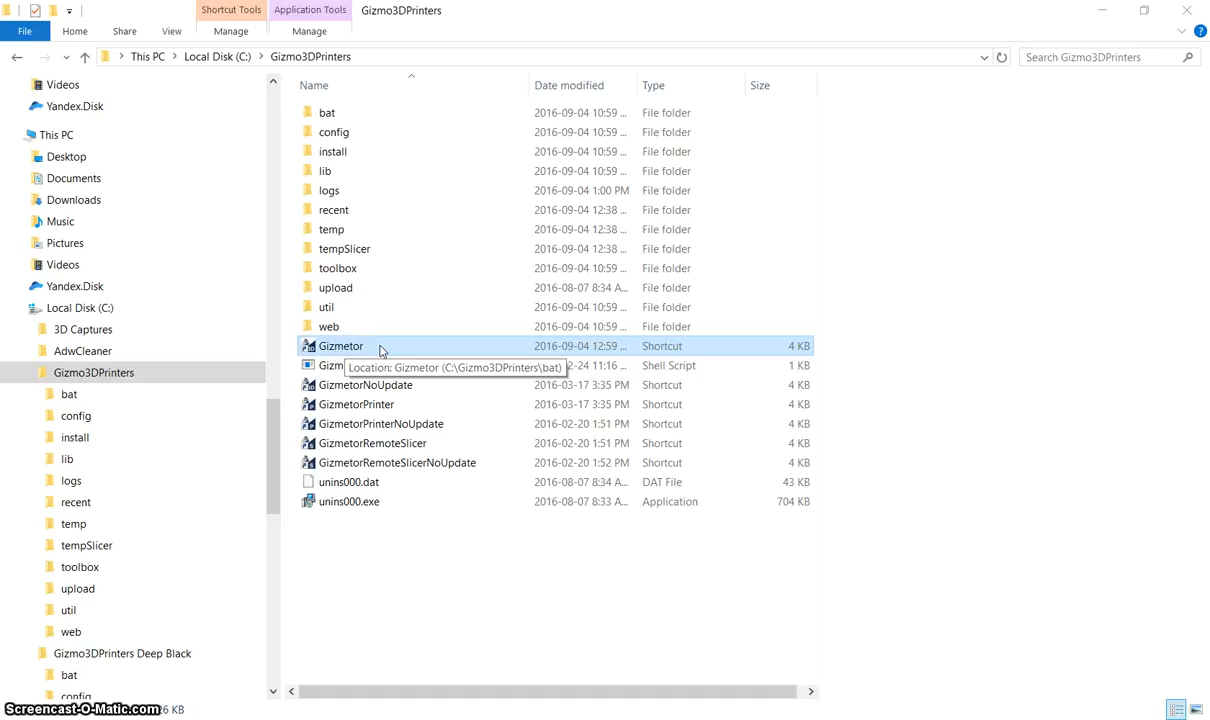 Shortcut Tools Application Tools Gizmo3DPrinters
File Home Share View Manage Manage
This PC Local Disk (C:) Gizmo3DPrinters Search Gizmo3DPrinters
Name Date modified Type Size
Videos
Yandex.Disk
This PC
Desktop
Documents
Downloads
Music
Pictures
Videos
Yandex.Disk
Local Disk (C:)
3D Captures
AdwCleaner
Gizmo3DPrinters
bat
config
install
lib
logs
recent
temp
tempSlicer
toolbox
upload
util
web
Gizmo3DPrinters Deep Black
bat
config
bat 2016-09-04 10:59 ... File folder
config 2016-09-04 10:59 ... File folder
install 2016-09-04 10:59 ... File folder
lib 2016-09-04 10:59 ... File folder
logs 2016-09-04 1:00 PM File folder
recent 2016-09-04 12:38 ... File folder
temp 2016-09-04 12:38 ... File folder
tempSlicer 2016-09-04 12:38 ... File folder
toolbox 2016-09-04 10:59 ... File folder
upload 2016-08-07 8:34 A... File folder
util 2016-09-04 10:59 ... File folder
web 2016-09-04 10:59 ... File folder
Gizmetor 2016-09-04 12:59 ... Shortcut 4 KB
Gizm 2-24 11:16 ... Shell Script 1 KB
Location: Gizmetor (C:\Gizmo3DPrinters\bat)
GizmetorNoUpdate 2016-03-17 3:35 PM Shortcut 4 KB
GizmetorPrinter 2016-03-17 3:35 PM Shortcut 4 KB
GizmetorPrinterNoUpdate 2016-02-20 1:51 PM Shortcut 4 KB
GizmetorRemoteSlicer 2016-02-20 1:51 PM Shortcut 4 KB
GizmetorRemoteSlicerNoUpdate 2016-02-20 1:52 PM Shortcut 4 KB
unins000.dat 2016-08-07 8:34 A... DAT File 43 KB
unins000.exe 2016-08-07 8:33 A... Application 704 KB
Screencast-O-Matic.com 26 KB